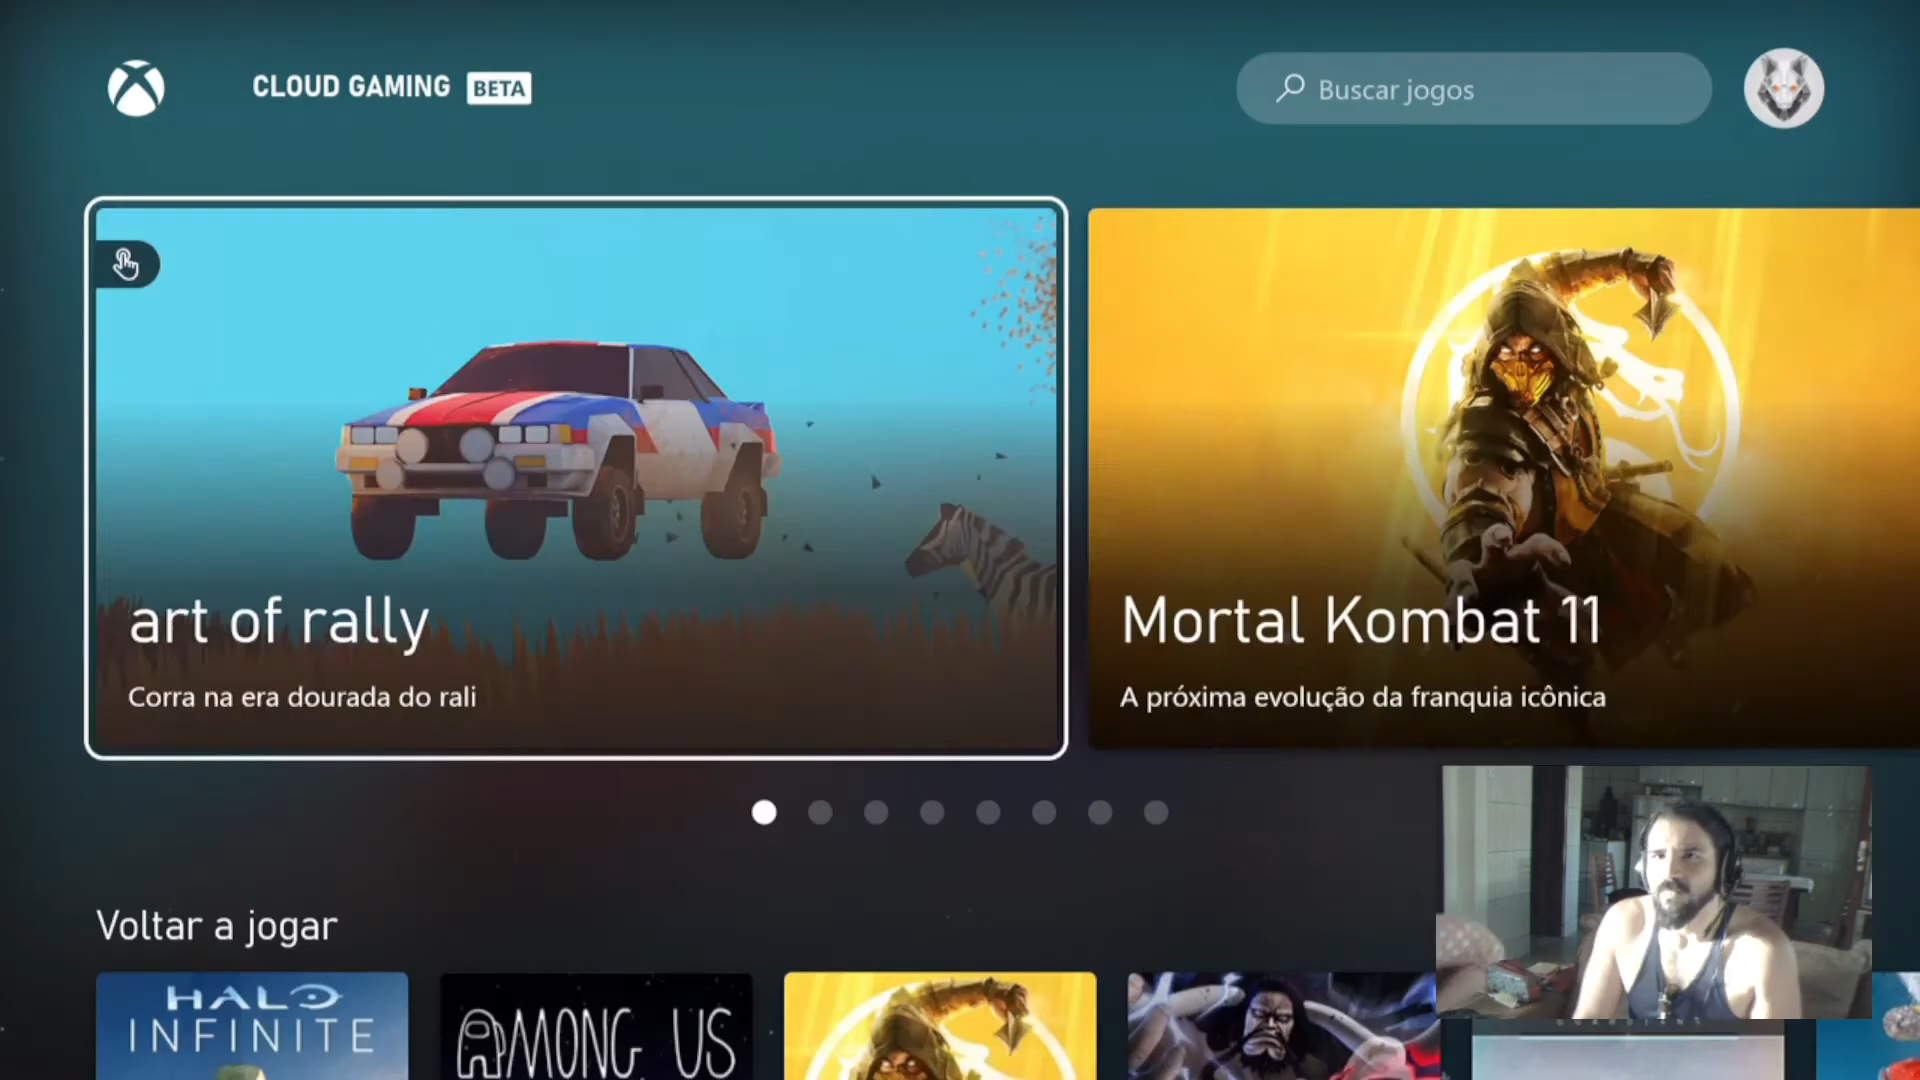 CLOUD GAMING BETA
Buscar jogos
art of rally
Corra na era dourada do rali
Mortal Kombat 11
A próxima evolução da franquia icônica
Voltar a jogar
HALO
INFINITE
AMONG US